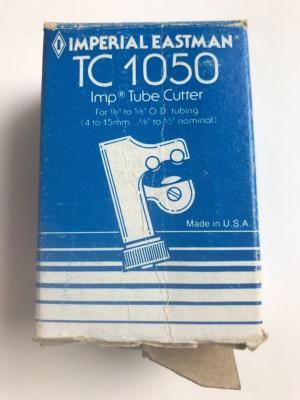 IMPERIAL EASTMAN®
TC 1050
Imp® Tube Cutter
For ⅛" to ⅝" O.D. tubing
(4 to 15mm ⅛" to ½" nominal)
Made in U.S.A.